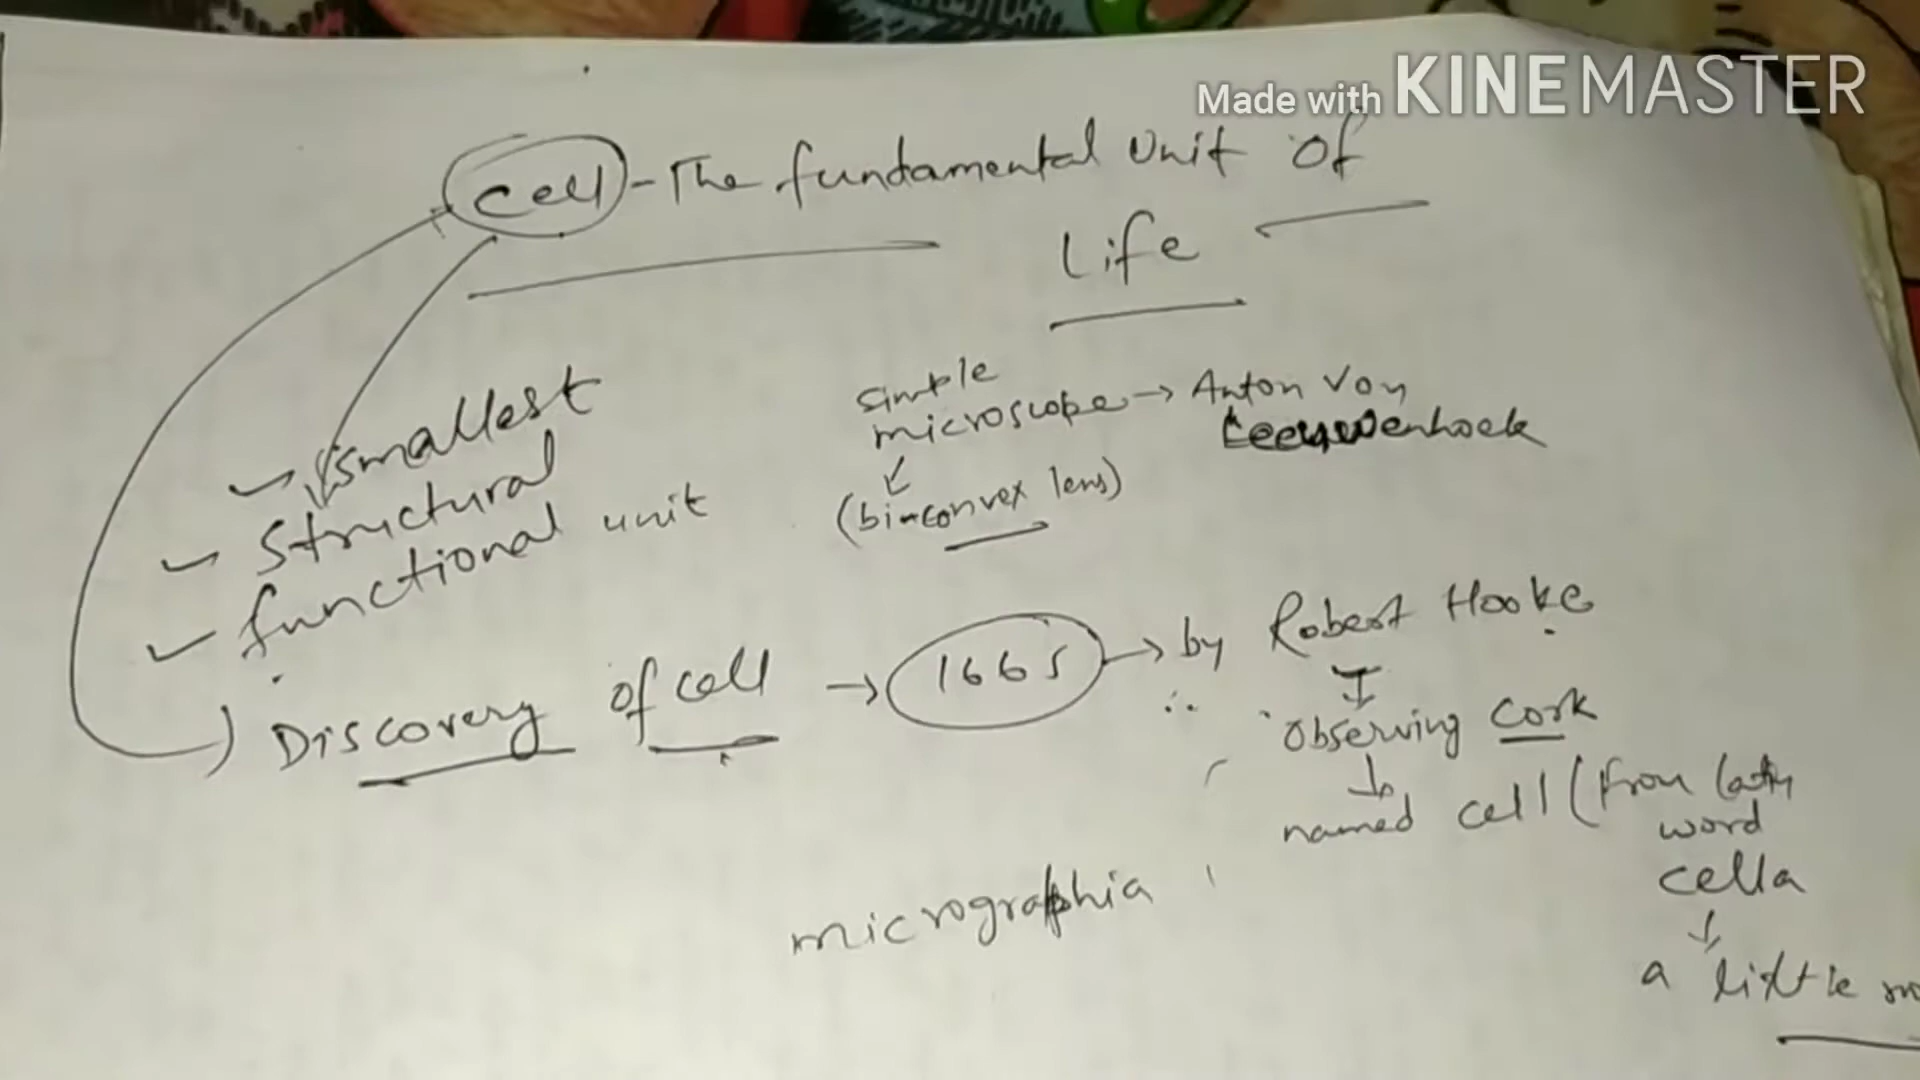 Made with KINEMASTER
Cell - The fundamental Unit Of
Life
smallest
Structural
functional unit
simple
microscope → Anton Von
Leeuwenhoek
(bi-convex lens)
Discovery of cell → 1665 → by Robert Hooke
observing cork
named cell (from latin
word
cella
a little
micrographia